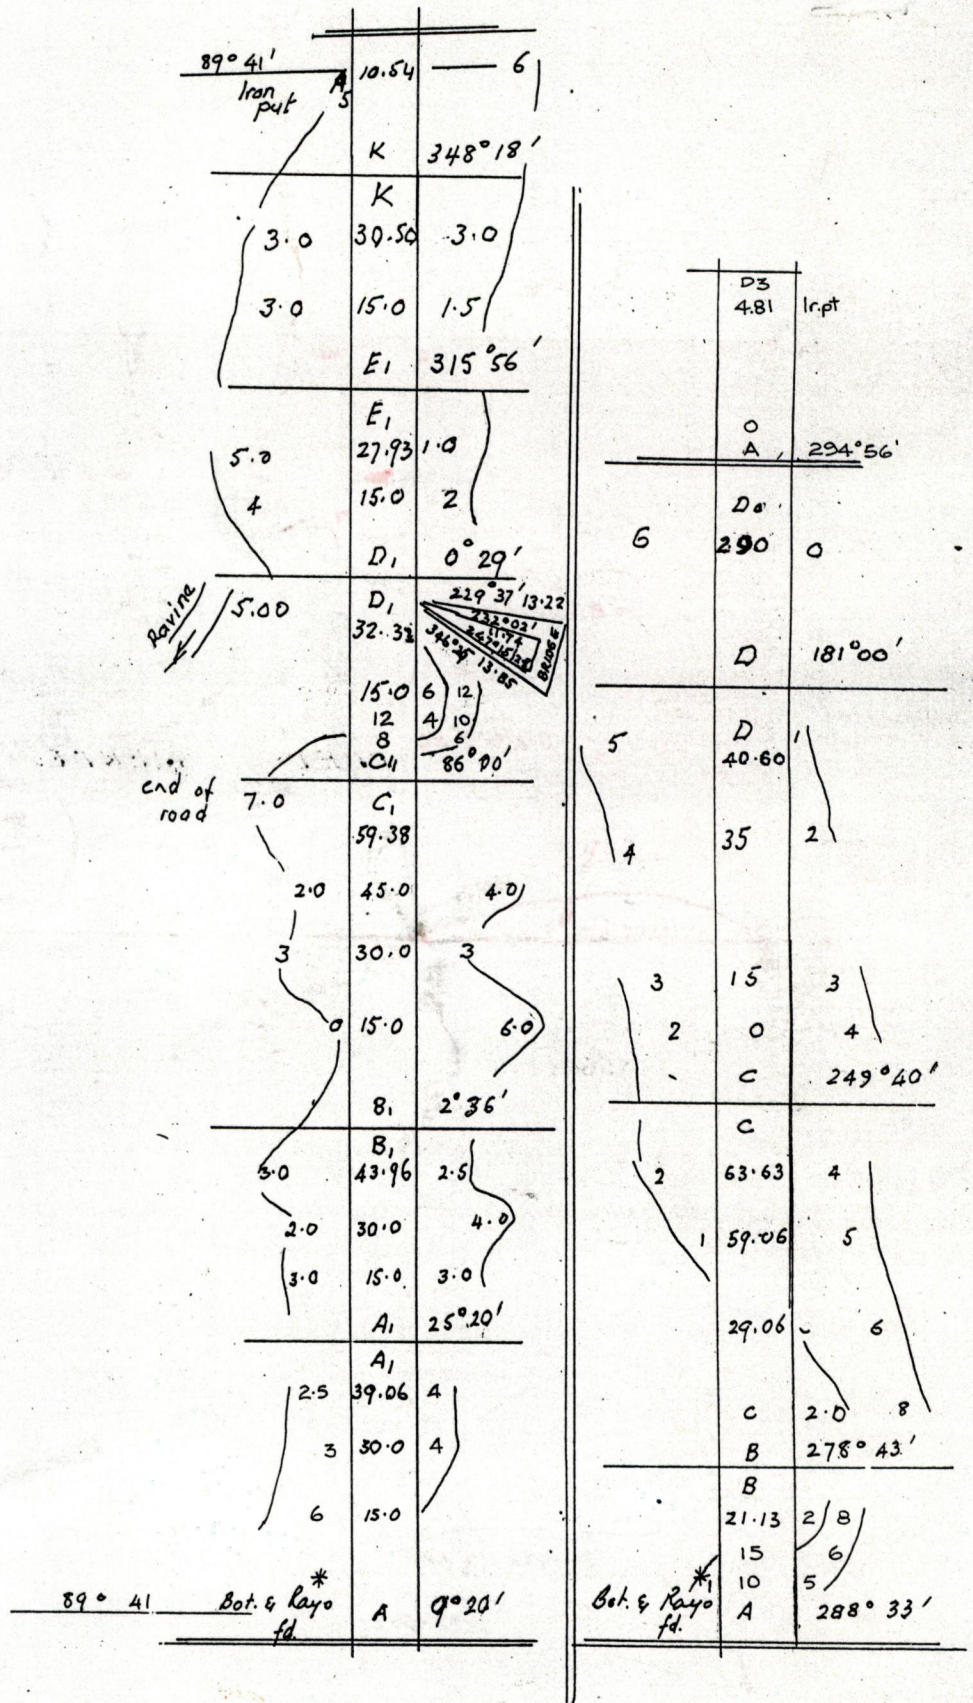 89° 41'
10.54 6
Iron put
A5
K 348° 18'
K
3.0 30.50 3.0
3.0 15.0 1.5
E1 315° 56'
E1
5.0 27.93 1.0
4 15.0 2
D1 0° 29'
Ravine
5.00 D1 229° 37' 13.22
232° 02'
11.74
346° 13.85
BRIDGE
15.0 6 12
12 4 10
8 6
C1 86° 00'
end of road
7.0 C1
59.38
2.0 45.0 4.0
3 30.0 3
0 15.0 6.0
B1 2° 36'
B1
3.0 43.96 2.5
2.0 30.0 4.0
3.0 15.0 3.0
A1 25° 20'
A1
2.5 39.06 4
3 30.0 4
6 15.0
*
89° 41 Bot. & Rayo fd. A 9° 20'
D3
4.81 Ir.pt
O
A 294° 56'
6 290 0
D 181° 00'
5 D 1
40.60
4 35 2
3 15 3
2 0 4
C 249° 40'
C
2 63.63 4
1 59.06 5
29.06 6
C 2.0 8
B 278° 43'
B
21.13 2 8
15 6
* 1 10 5
Bot. & Rayo fd. A 288° 33'